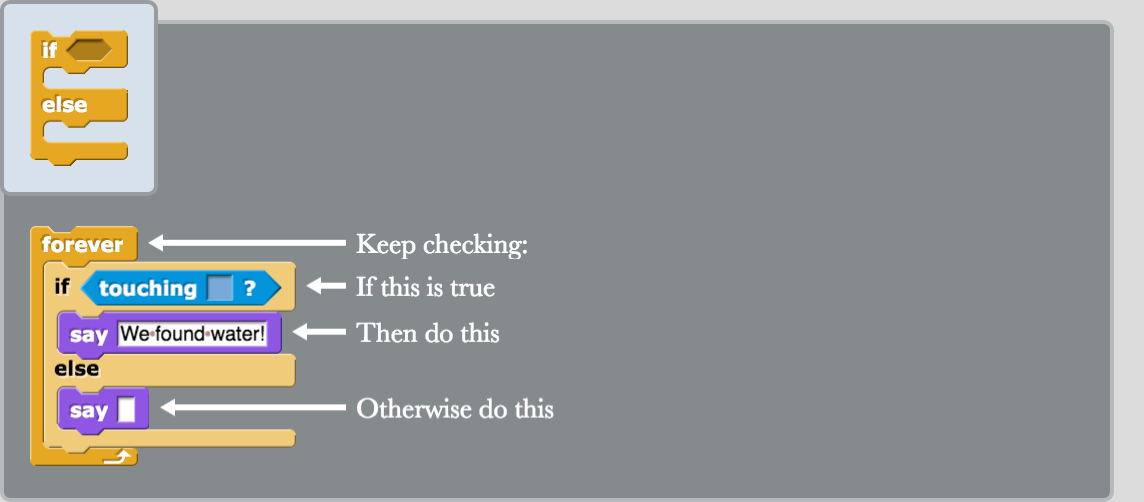 if
else
forever
Keep checking:
if touching ?
If this is true
say We found water!
Then do this
else
say
Otherwise do this